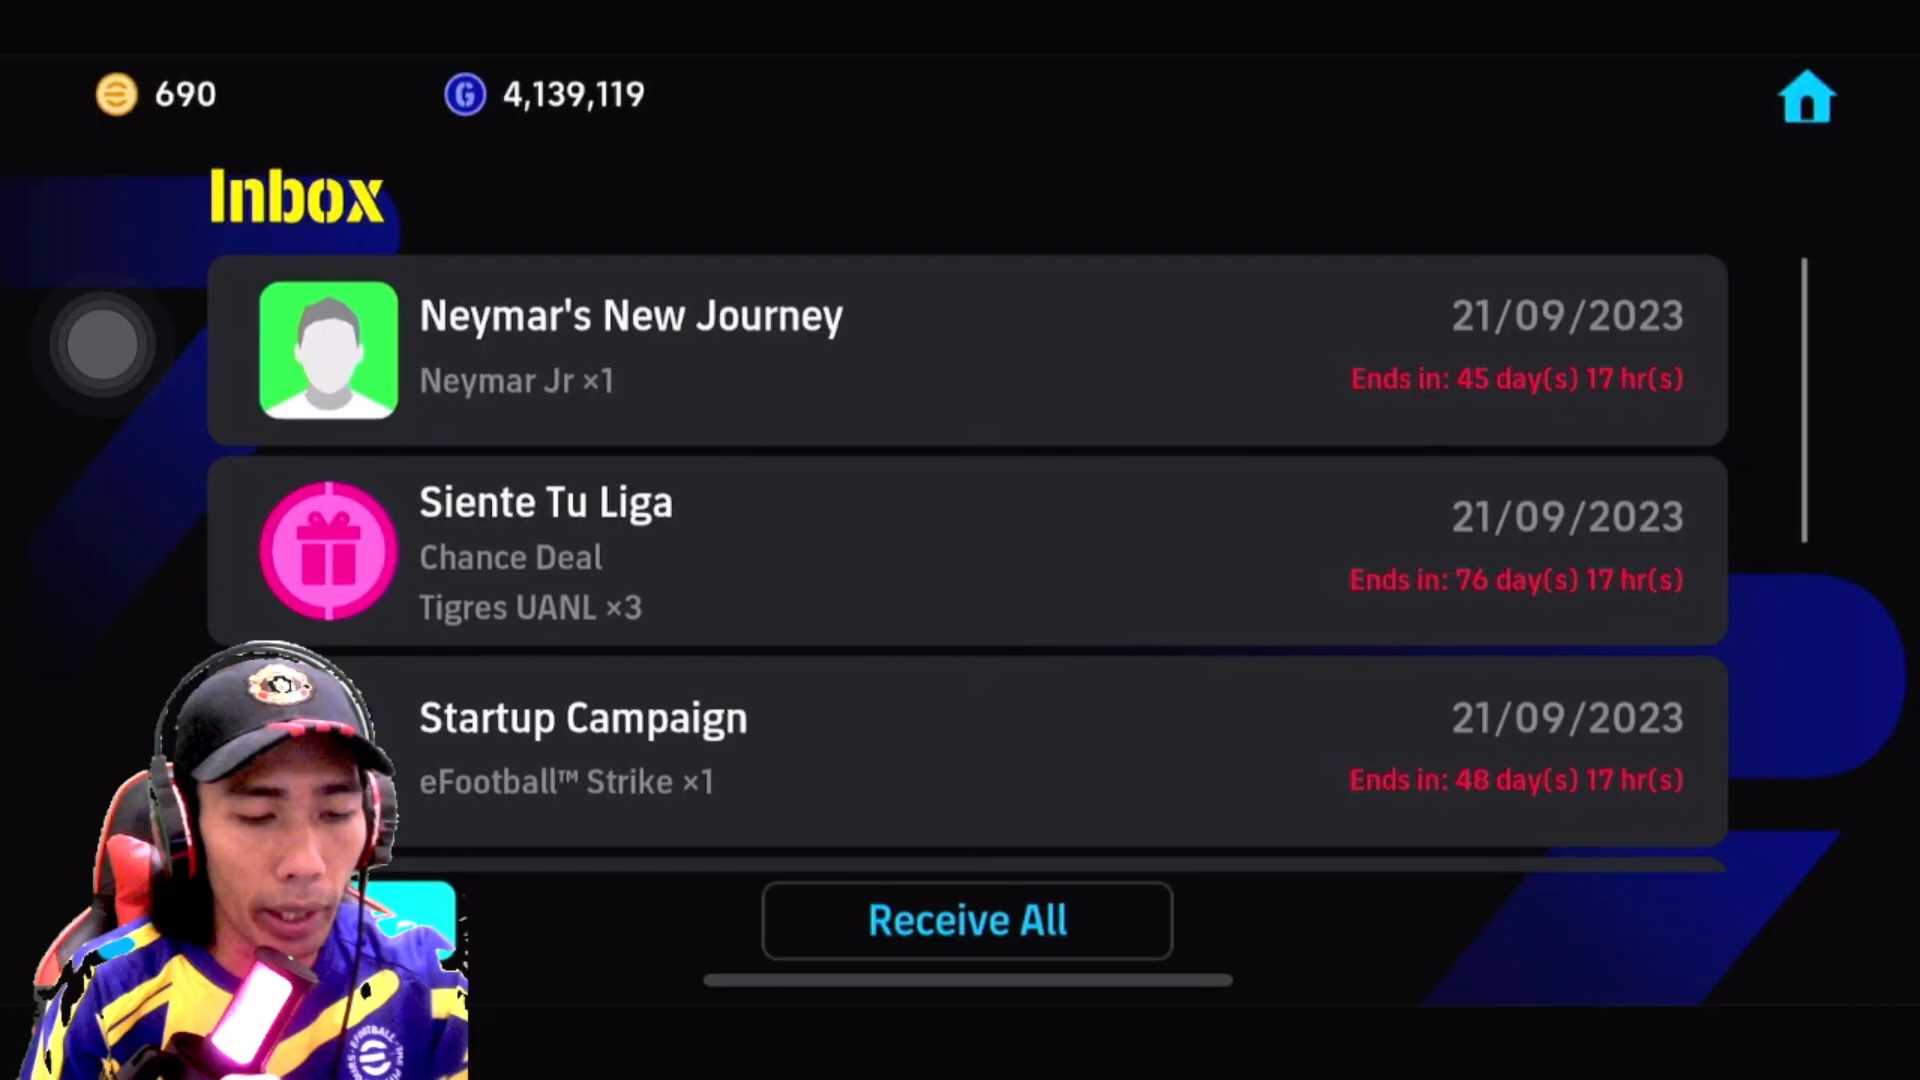 690
4,139,119
Inbox
Neymar's New Journey
21/09/2023
Neymar Jr ×1
Ends in: 45 day(s) 17 hr(s)
Siente Tu Liga
21/09/2023
Chance Deal
Ends in: 76 day(s) 17 hr(s)
Tigres UANL ×3
Startup Campaign
21/09/2023
eFootball™ Strike ×1
Ends in: 48 day(s) 17 hr(s)
Receive All